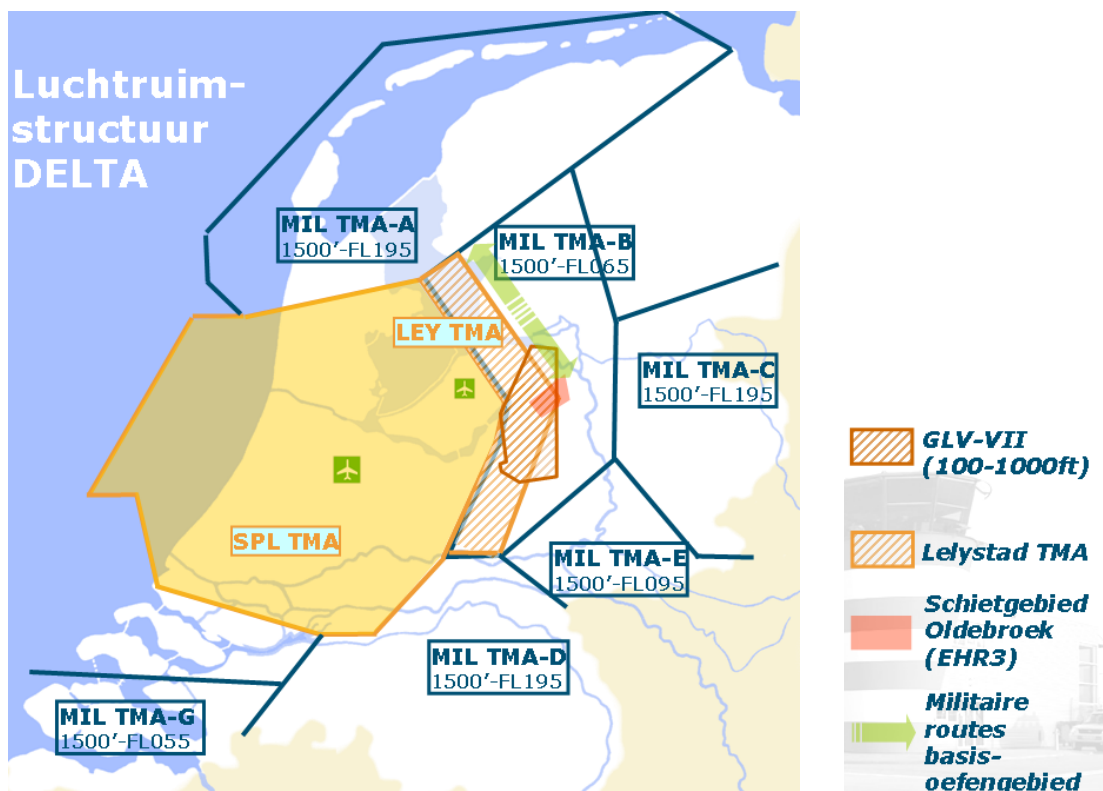 Luchtruim-
structuur
DELTA
MIL TMA-A
1500'-FL195
MIL TMA-B
1500'-FL065
LEY TMA
MIL TMA-C
1500'-FL195
SPL TMA
MIL TMA-E
1500'-FL095
MIL TMA-D
1500'-FL195
MIL TMA-G
1500'-FL055
GLV-VII
(100-1000ft)
Lelystad TMA
Schietgebied
Oldebroek
(EHR3)
Militaire
routes
basis-
oefengebied